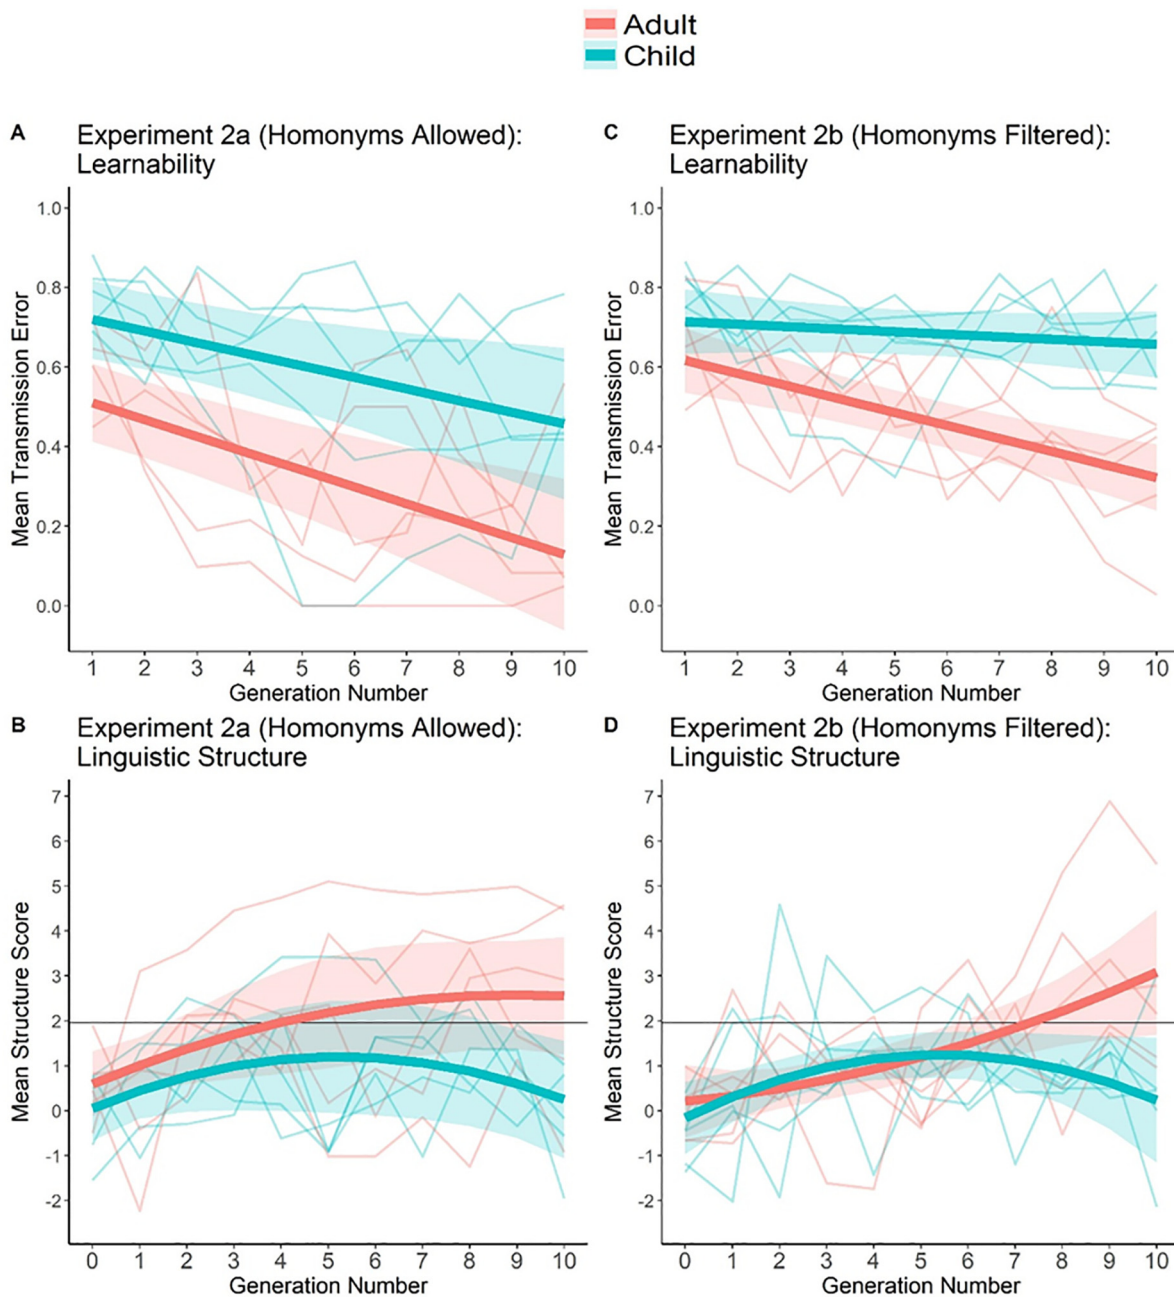 Adult
Child
A
Experiment 2a (Homonyms Allowed):
Learnability
Mean Transmission Error
1.0
0.8
0.6
0.4
0.2
0.0
1 2 3 4 5 6 7 8 9 10
Generation Number
C
Experiment 2b (Homonyms Filtered):
Learnability
Mean Transmission Error
1.0
0.8
0.6
0.4
0.2
0.0
1 2 3 4 5 6 7 8 9 10
Generation Number
B
Experiment 2a (Homonyms Allowed):
Linguistic Structure
Mean Structure Score
7
6
5
4
3
2
1
0
-1
-2
0 1 2 3 4 5 6 7 8 9 10
Generation Number
D
Experiment 2b (Homonyms Filtered):
Linguistic Structure
Mean Structure Score
7
6
5
4
3
2
1
0
-1
-2
0 1 2 3 4 5 6 7 8 9 10
Generation Number